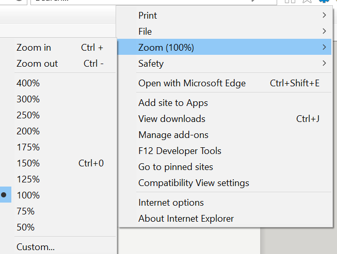 Search...
Print
File
Zoom (100%)
Safety
Open with Microsoft Edge Ctrl+Shift+E
Add site to Apps
View downloads Ctrl+J
Manage add-ons
F12 Developer Tools
Go to pinned sites
Compatibility View settings
Internet options
About Internet Explorer
Zoom in Ctrl +
Zoom out Ctrl -
400%
300%
250%
200%
175%
150% Ctrl+0
125%
100%
75%
50%
Custom...